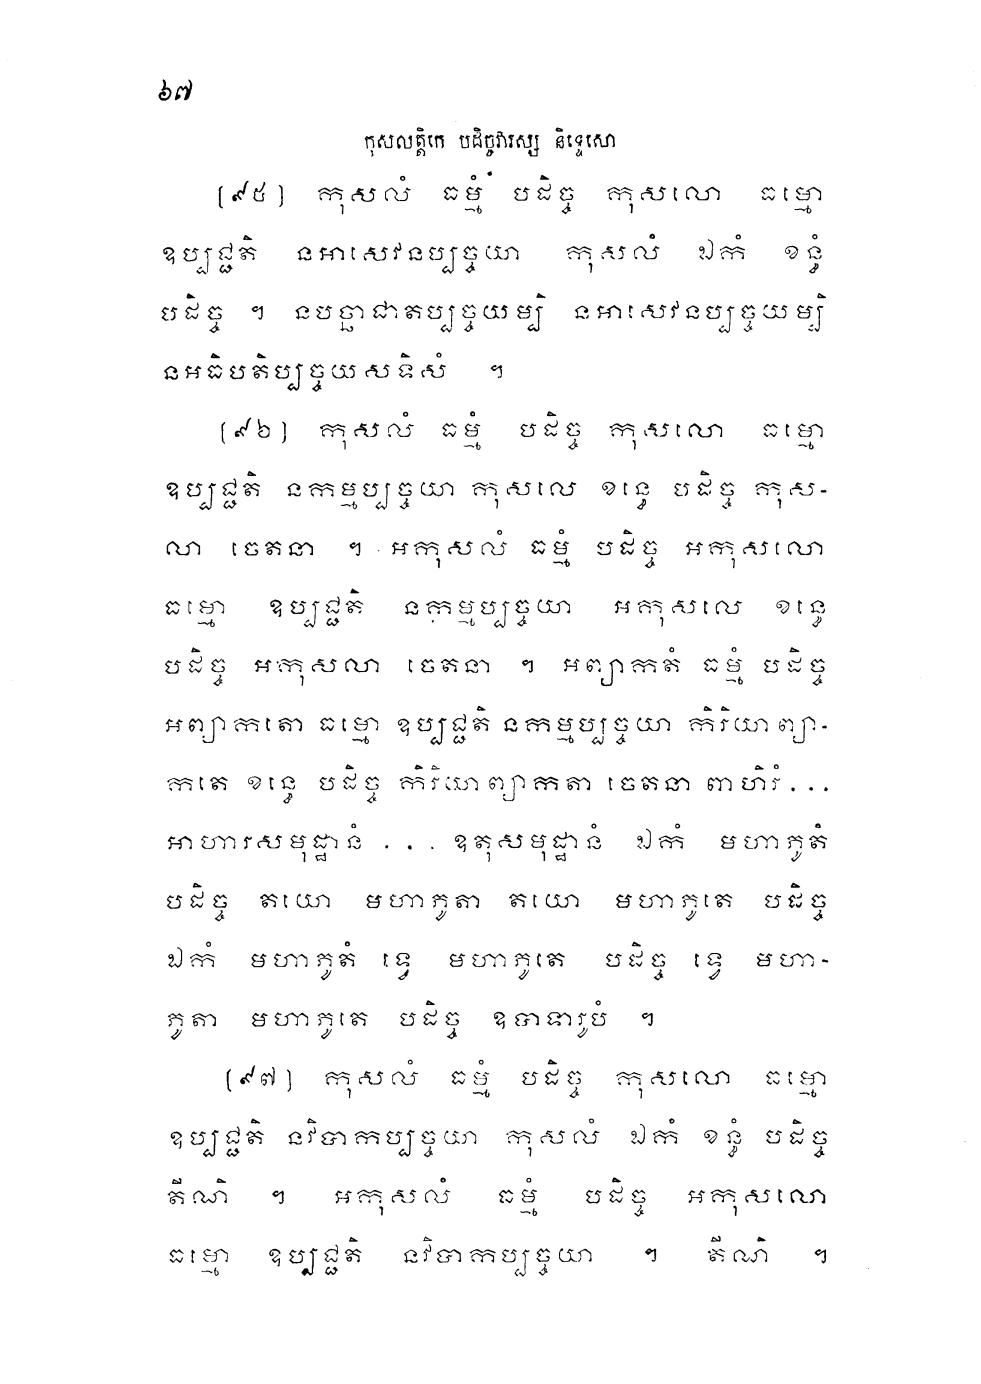 ៦៧
កុសលត្តិកេ បដិច្ចវារស្ស និទ្ទេសោ
[៩៥] កុសលំ ធម្មំ បដិច្ច កុសលោ ធម្មោ
ឧប្បជ្ជតិ នអាសេវនប្បច្ចយា កុសលំ ឯកំ ខន្ធំ
បដិច្ច ។ នបច្ឆាជាតប្បច្ចយម្បិ នអាសេវនប្បច្ចយម្បិ
នអធិបតិប្បច្ចយសទិសំ ។
[៩៦] កុសលំ ធម្មំ បដិច្ច កុសលោ ធម្មោ
ឧប្បជ្ជតិ នកម្មប្បច្ចយា កុសលេ ខន្ធេ បដិច្ច កុស-
លា ចេតនា ។ អកុសលំ ធម្មំ បដិច្ច អកុសលោ
ធម្មោ ឧប្បជ្ជតិ នកម្មប្បច្ចយា អកុសលេ ខន្ធេ
បដិច្ច អកុសលា ចេតនា ។ អព្យាកតំ ធម្មំ បដិច្ច
អព្យាកតោ ធម្មោ ឧប្បជ្ជតិ នកម្មប្បច្ចយា កិរិយាព្យា-
កតេ ខន្ធេ បដិច្ច កិរិយាព្យាកតា ចេតនា ពាហិរំ...
អាហារសមុដ្ឋានំ ... ឧតុសមុដ្ឋានំ ឯកំ មហាភូតំ
បដិច្ច តយោ មហាភូតា តយោ មហាភូតេ បដិច្ច
ឯកំ មហាភូតំ ទ្វេ មហាភូតេ បដិច្ច ទ្វេ មហា-
ភូតា មហាភូតេ បដិច្ច ឧបាទារូបំ ។
[៩៧] កុសលំ ធម្មំ បដិច្ច កុសលោ ធម្មោ
ឧប្បជ្ជតិ នវិបាកប្បច្ចយា កុសលំ ឯកំ ខន្ធំ បដិច្ច
តីណិ ។ អកុសលំ ធម្មំ បដិច្ច អកុសលោ
ធម្មោ ឧប្បជ្ជតិ នវិបាកប្បច្ចយា ។ តីណិ ។